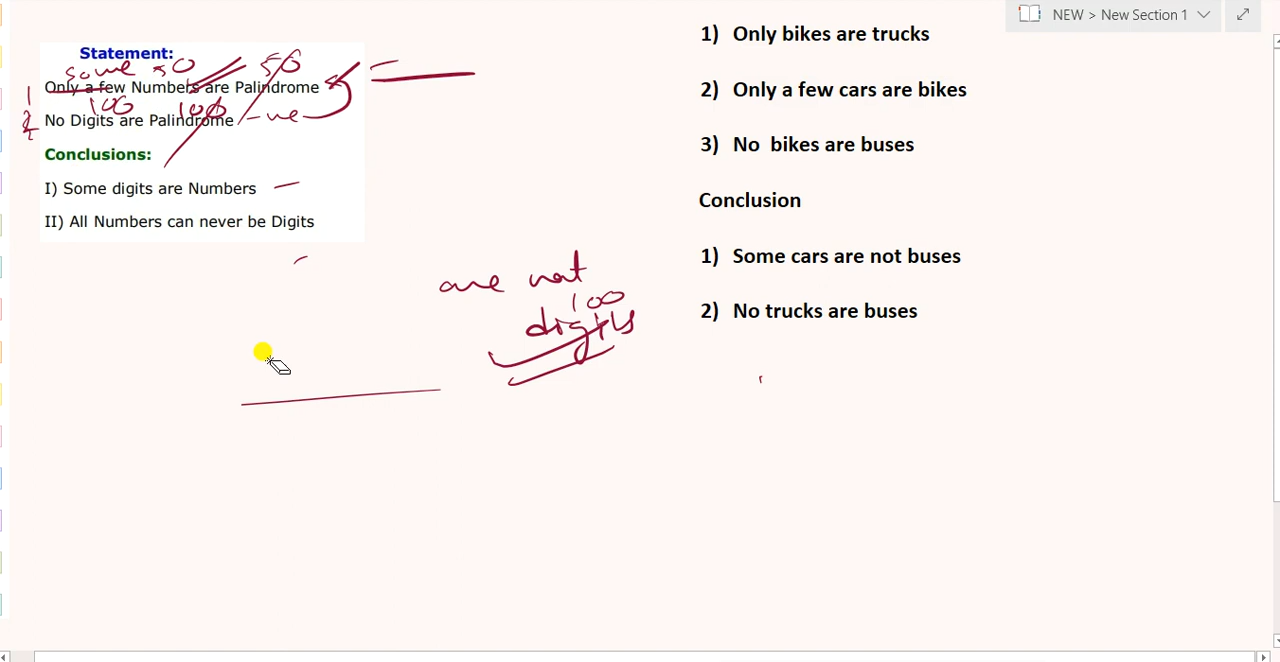 NEW > New Section 1
Statement:
some 50 50
1 Only a few Numbers are Palindrome
100 100
2 No Digits are Palindrome -ve
Conclusions:
I) Some digits are Numbers
II) All Numbers can never be Digits
are not
100
digits
1) Only bikes are trucks
2) Only a few cars are bikes
3) No bikes are buses
Conclusion
1) Some cars are not buses
2) No trucks are buses